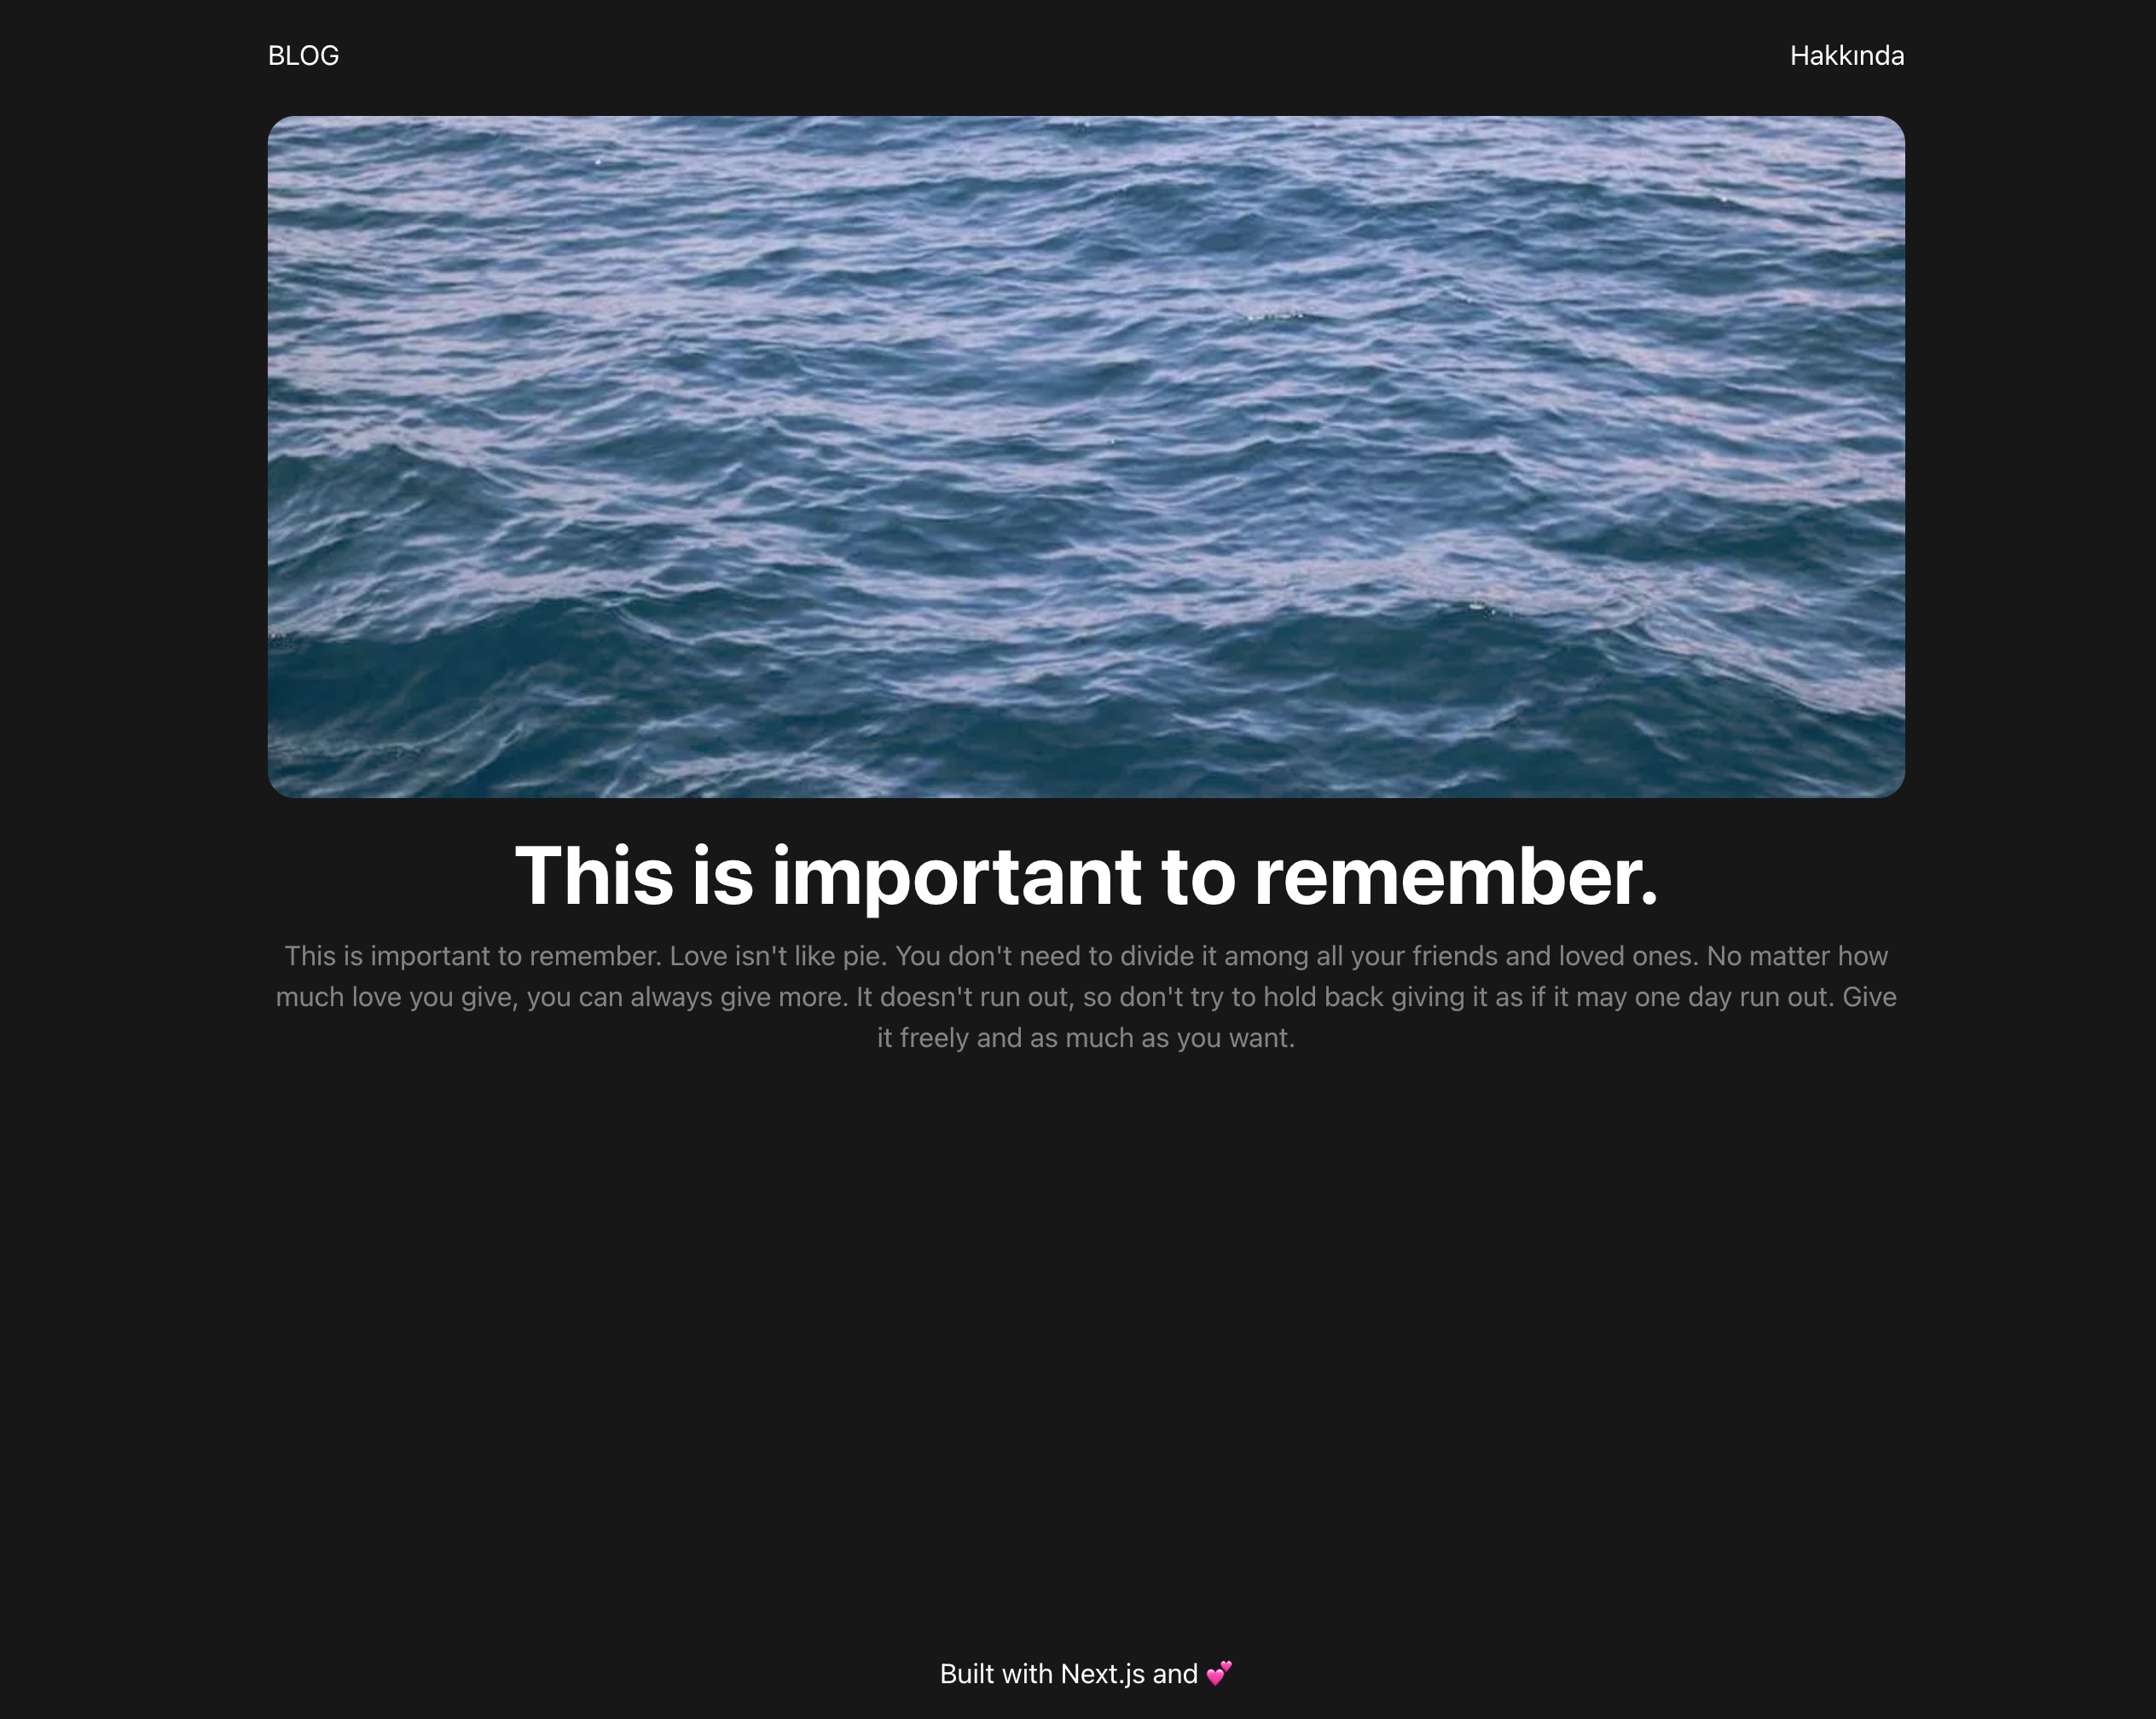 BLOG
Hakkında
This is important to remember.
This is important to remember. Love isn't like pie. You don't need to divide it among all your friends and loved ones. No matter how
much love you give, you can always give more. It doesn't run out, so don't try to hold back giving it as if it may one day run out. Give
it freely and as much as you want.
Built with Next.js and 💕